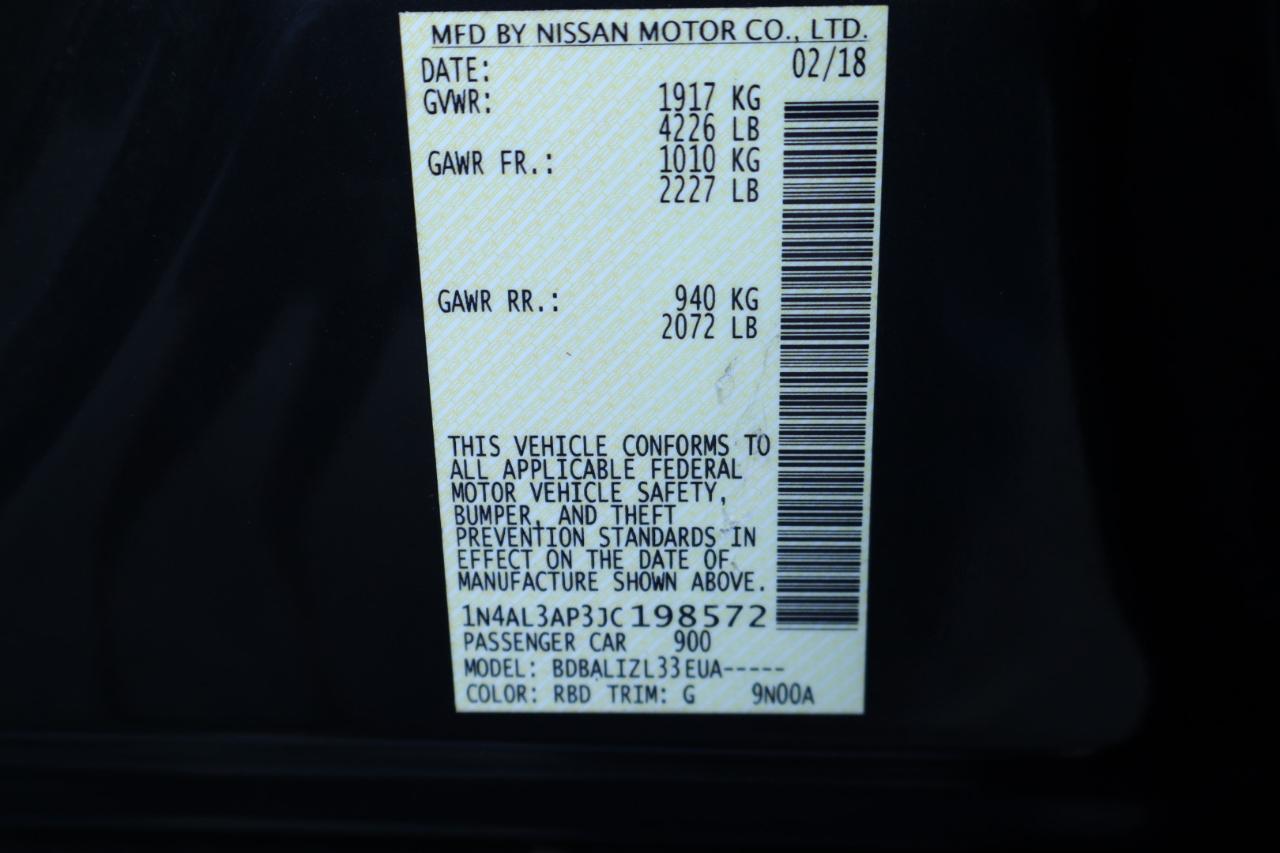 MFD BY NISSAN MOTOR CO., LTD.
DATE: 02/18
GVWR: 1917 KG
4226 LB
GAWR FR.: 1010 KG
2227 LB
GAWR RR.: 940 KG
2072 LB
THIS VEHICLE CONFORMS TO
ALL APPLICABLE FEDERAL
MOTOR VEHICLE SAFETY,
BUMPER, AND THEFT
PREVENTION STANDARDS IN
EFFECT ON THE DATE OF
MANUFACTURE SHOWN ABOVE.
1N4AL3AP3JC198572
PASSENGER CAR 900
MODEL: BDBALIZL33EUA-----
COLOR: RBD TRIM: G 9N00A